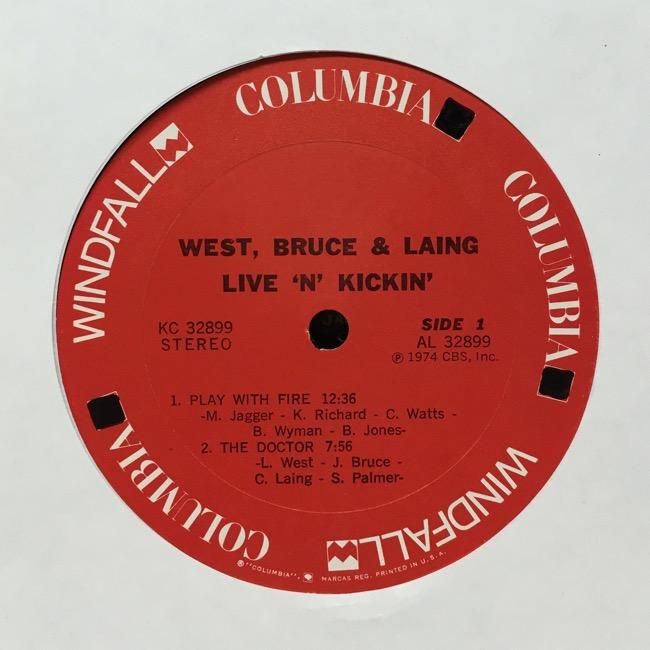 COLUMBIA
COLUMBIA
WINDFALL
COLUMBIA
WINDFALL
WEST, BRUCE & LAING
LIVE 'N' KICKIN'
KC 32899
STEREO
SIDE 1
AL 32899
℗ 1974 CBS, Inc.
1. PLAY WITH FIRE 12:36
-M. Jagger - K. Richard - C. Watts -
B. Wyman - B. Jones-
2. THE DOCTOR 7:56
-L. West - J. Bruce -
C. Laing - S. Palmer-
®"COLUMBIA", MARCAS REG. PRINTED IN U.S.A.